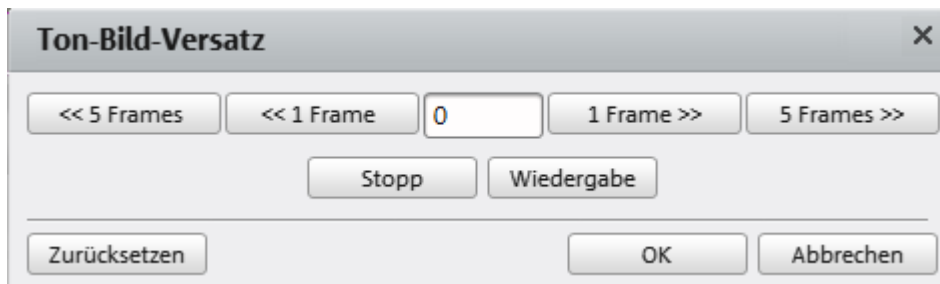 Ton-Bild-Versatz
<< 5 Frames << 1 Frame 0 1 Frame >> 5 Frames >>
Stopp Wiedergabe
Zurücksetzen OK Abbrechen